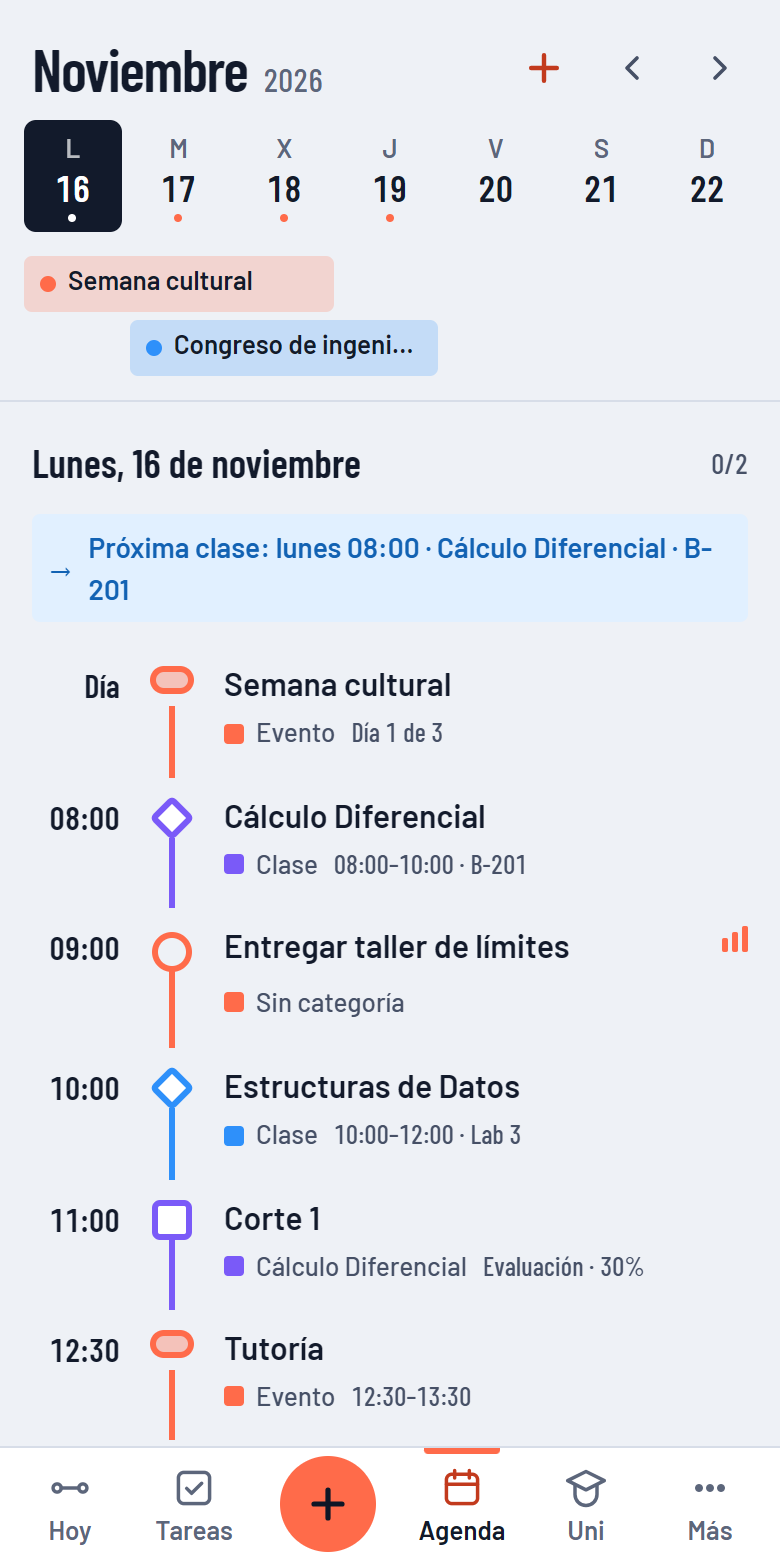 Noviembre 2026
L M X J V S D
16 17 18 19 20 21 22
Semana cultural
Congreso de ingeni...
Lunes, 16 de noviembre 0/2
→ Próxima clase: lunes 08:00 · Cálculo Diferencial · B-
201
Día Semana cultural
Evento Día 1 de 3
08:00 Cálculo Diferencial
Clase 08:00–10:00 · B-201
09:00 Entregar taller de límites
Sin categoría
10:00 Estructuras de Datos
Clase 10:00–12:00 · Lab 3
11:00 Corte 1
Cálculo Diferencial Evaluación · 30%
12:30 Tutoría
Evento 12:30–13:30
Hoy Tareas Agenda Uni Más